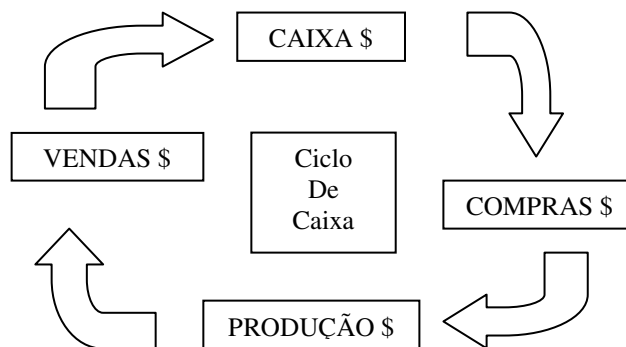 CAIXA $
VENDAS $
Ciclo
De
Caixa
COMPRAS $
PRODUÇÃO $